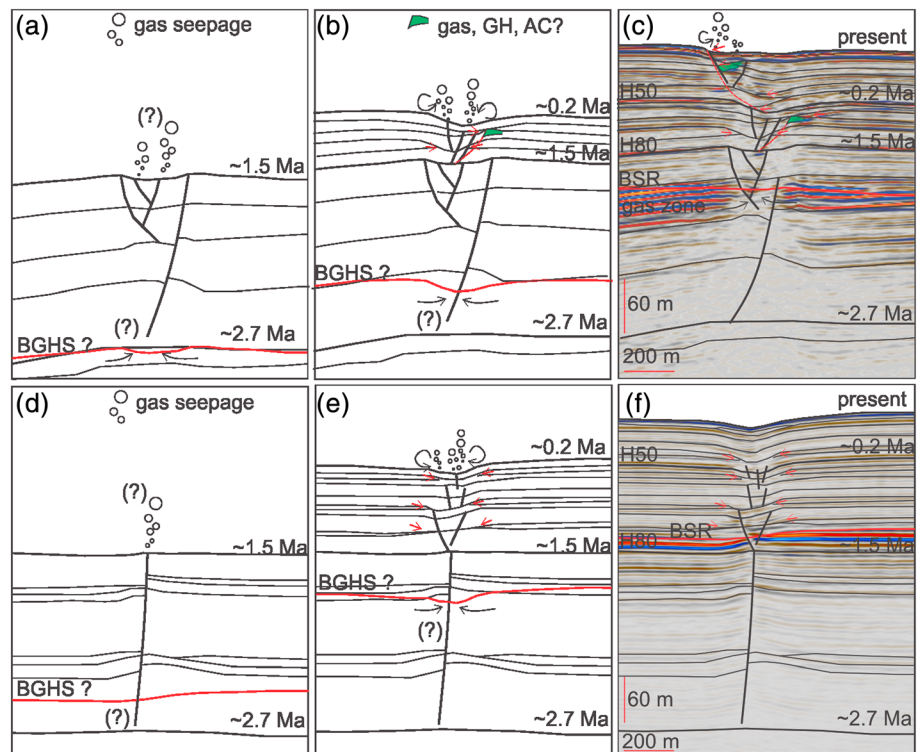 (a)
gas seepage
(?)
~1.5 Ma
BGHS ?
(?)
~2.7 Ma
(b)
gas, GH, AC?
~0.2 Ma
~1.5 Ma
BGHS ?
(?)
~2.7 Ma
(c)
present
H50
~0.2 Ma
H80
~1.5 Ma
BSR
gas zone
60 m
~2.7 Ma
200 m
(d)
gas seepage
(?)
~1.5 Ma
BGHS ?
(?)
~2.7 Ma
(e)
~0.2 Ma
~1.5 Ma
BGHS ?
(?)
~2.7 Ma
(f)
present
H50
~0.2 Ma
BSR
H80
~1.5 Ma
60 m
~2.7 Ma
200 m